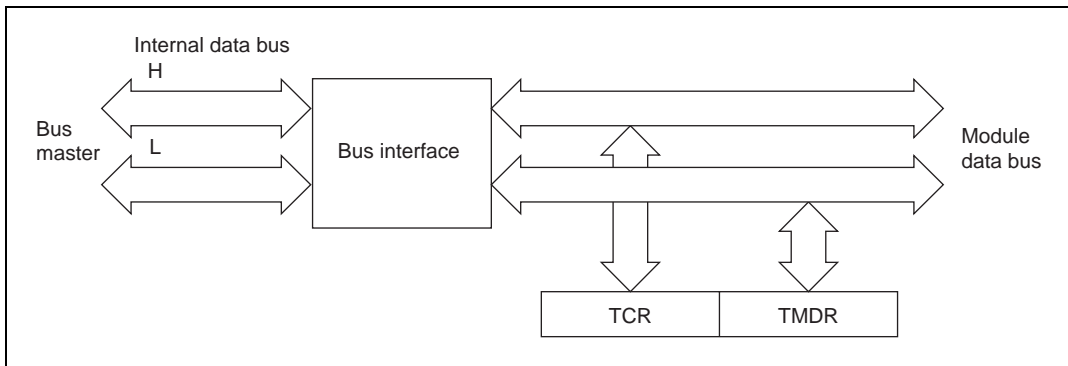 Internal data bus
H
Bus
master
L
Bus interface
Module
data bus
TCR
TMDR